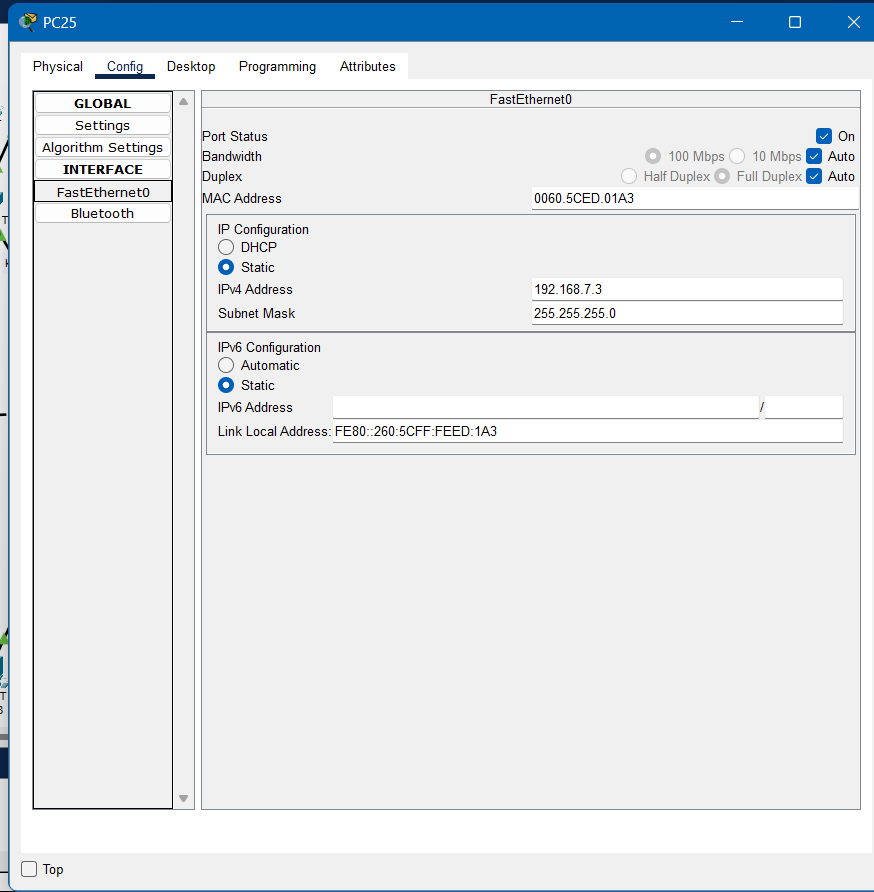 PC25
Physical Config Desktop Programming Attributes
GLOBAL
Settings
Algorithm Settings
INTERFACE
FastEthernet0
Bluetooth
FastEthernet0
Port Status On
Bandwidth 100 Mbps 10 Mbps Auto
Duplex Half Duplex Full Duplex Auto
MAC Address 0060.5CED.01A3
IP Configuration
DHCP
Static
IPv4 Address 192.168.7.3
Subnet Mask 255.255.255.0
IPv6 Configuration
Automatic
Static
IPv6 Address /
Link Local Address: FE80::260:5CFF:FEED:1A3
Top